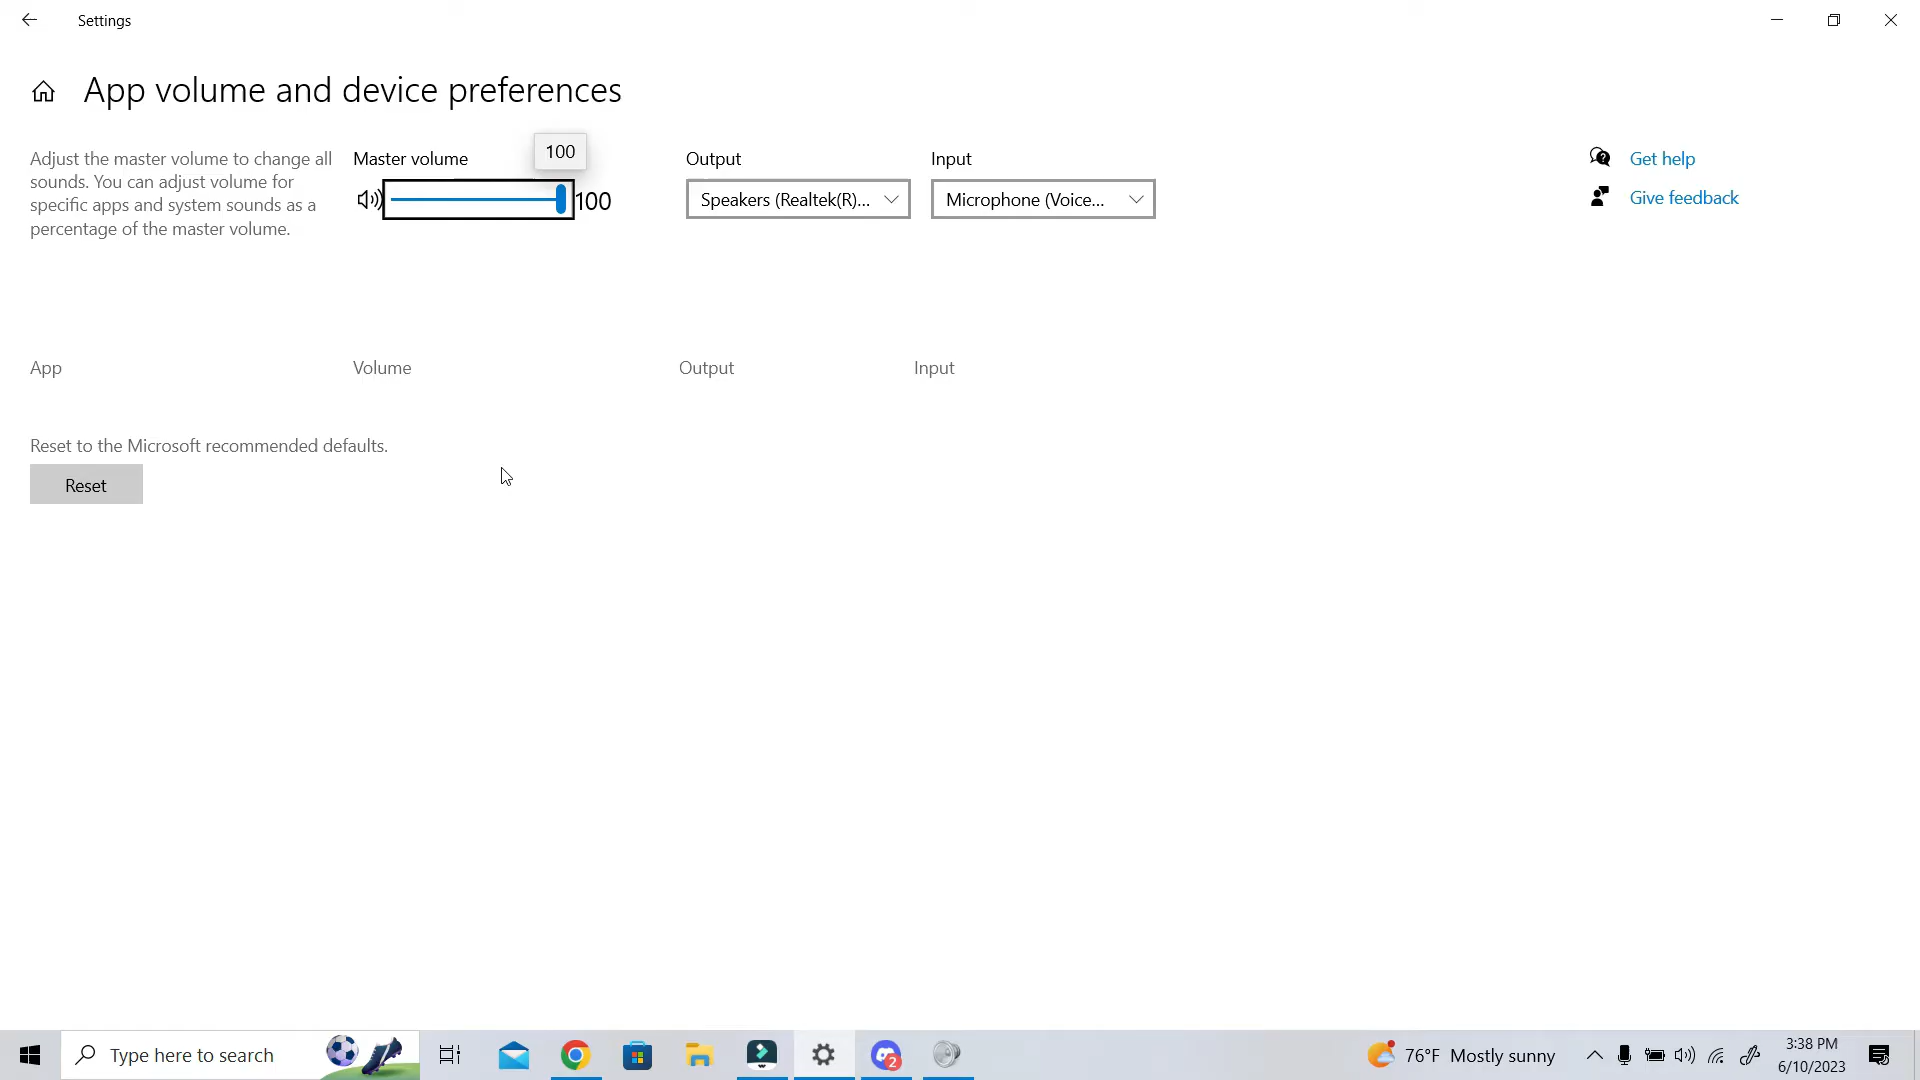 Settings
App volume and device preferences
Adjust the master volume to change all
sounds. You can adjust volume for
specific apps and system sounds as a
percentage of the master volume.
Master volume
100
100
Output
Speakers (Realtek(R)...
Input
Microphone (Voice...
Get help
Give feedback
App
Volume
Output
Input
Reset to the Microsoft recommended defaults.
Reset
Type here to search
2
76°F Mostly sunny
3:38 PM
6/10/2023